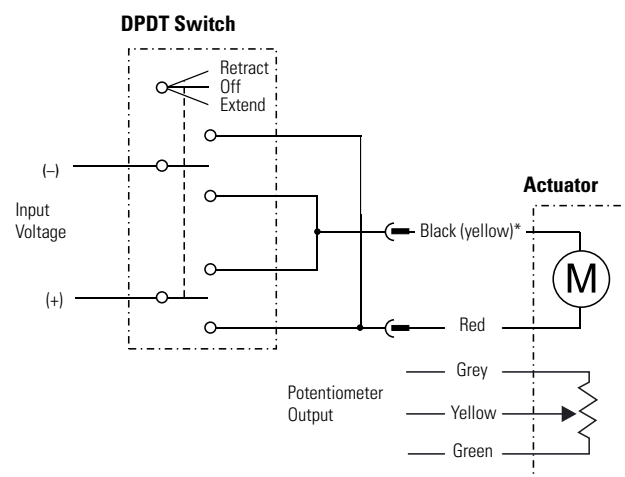 DPDT Switch
Retract
Off
Extend
(–)
Input
Voltage
(+)
Actuator
Black (yellow)*
M
Red
Grey
Potentiometer
Output
Yellow
Green